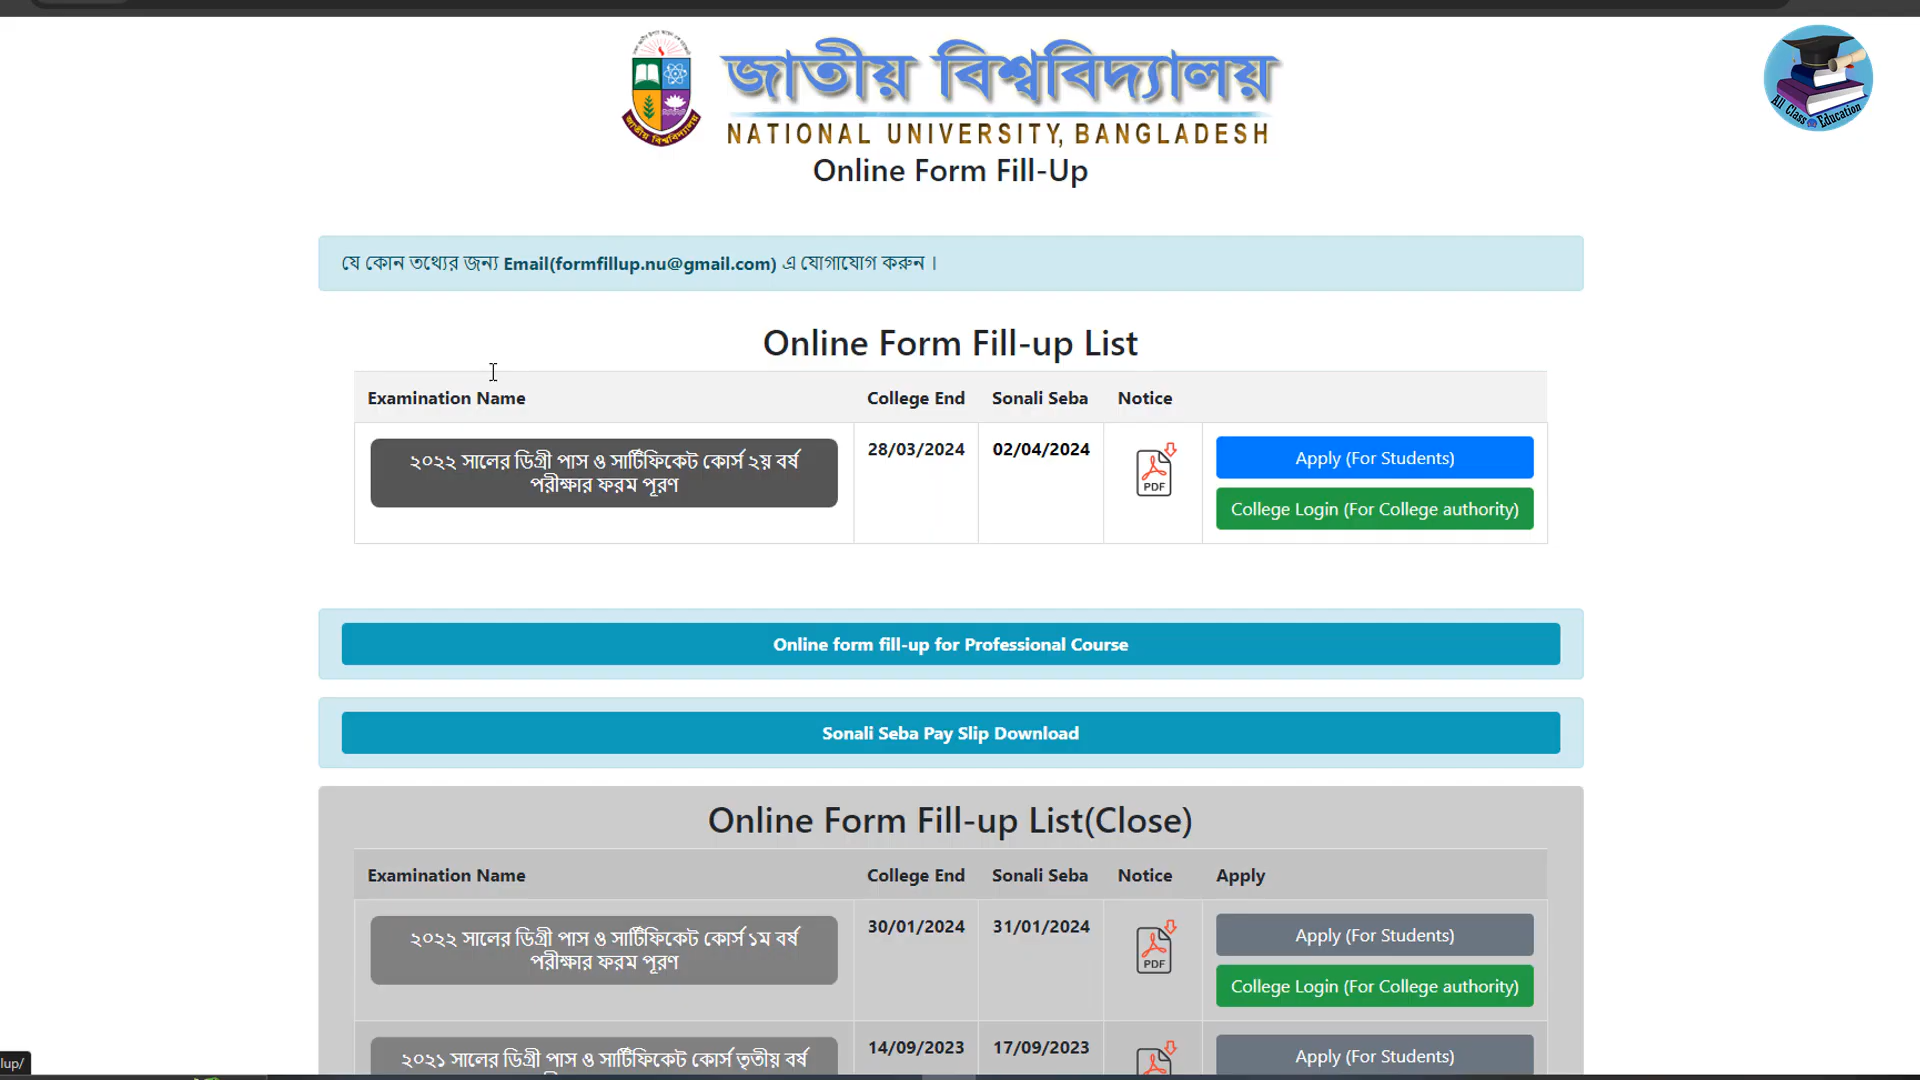 জাতীয় বিশ্ববিদ্যালয়
NATIONAL UNIVERSITY, BANGLADESH
All Class Education
Online Form Fill-Up
যে কোন তথ্যের জন্য Email(formfillup.nu@gmail.com) এ যোগাযোগ করুন ।
Online Form Fill-up List
Examination Name College End Sonali Seba Notice
২০২২ সালের ডিগ্রী পাস ও সার্টিফিকেট কোর্স ২য় বর্ষ
পরীক্ষার ফরম পূরণ
28/03/2024 02/04/2024
PDF
Apply (For Students)
College Login (For College authority)
Online form fill-up for Professional Course
Sonali Seba Pay Slip Download
Online Form Fill-up List(Close)
Examination Name College End Sonali Seba Notice Apply
২০২২ সালের ডিগ্রী পাস ও সার্টিফিকেট কোর্স ১ম বর্ষ
পরীক্ষার ফরম পূরণ
30/01/2024 31/01/2024
PDF
Apply (For Students)
College Login (For College authority)
২০২১ সালের ডিগ্রী পাস ও সার্টিফিকেট কোর্স তৃতীয় বর্ষ
14/09/2023 17/09/2023
Apply (For Students)
lup/